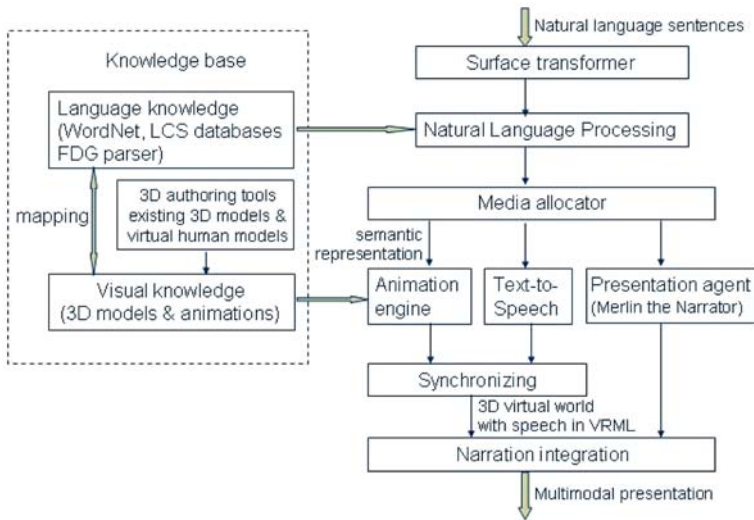 Natural language sentences
Surface transformer
Knowledge base
Language knowledge
(WordNet, LCS databases
FDG parser)
Natural Language Processing
mapping
3D authoring tools
existing 3D models &
virtual human models
Media allocator
semantic
representation
Visual knowledge
(3D models & animations)
Animation
engine
Text-to-
Speech
Presentation agent
(Merlin the Narrator)
Synchronizing
3D virtual world
with speech in VRML
Narration integration
Multimodal presentation